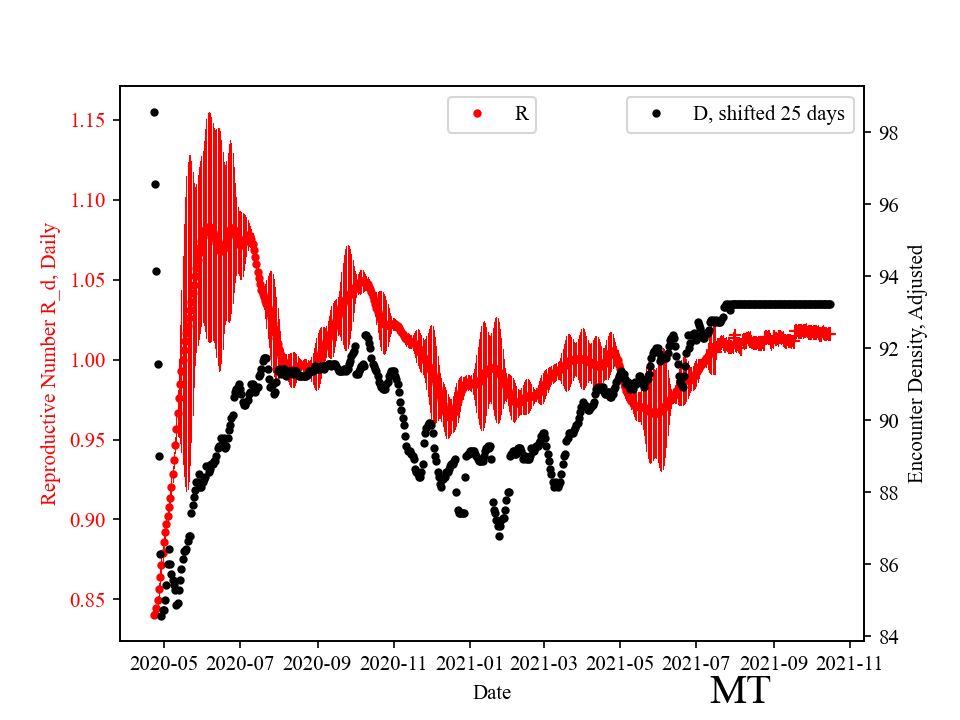 R
D, shifted 25 days
1.15
1.10
1.05
1.00
0.95
0.90
0.85
Reproductive Number R_d, Daily
98
96
94
92
90
88
86
84
Encounter Density, Adjusted
2020-05 2020-07 2020-09 2020-11 2021-01 2021-03 2021-05 2021-07 2021-09 2021-11
Date
MT